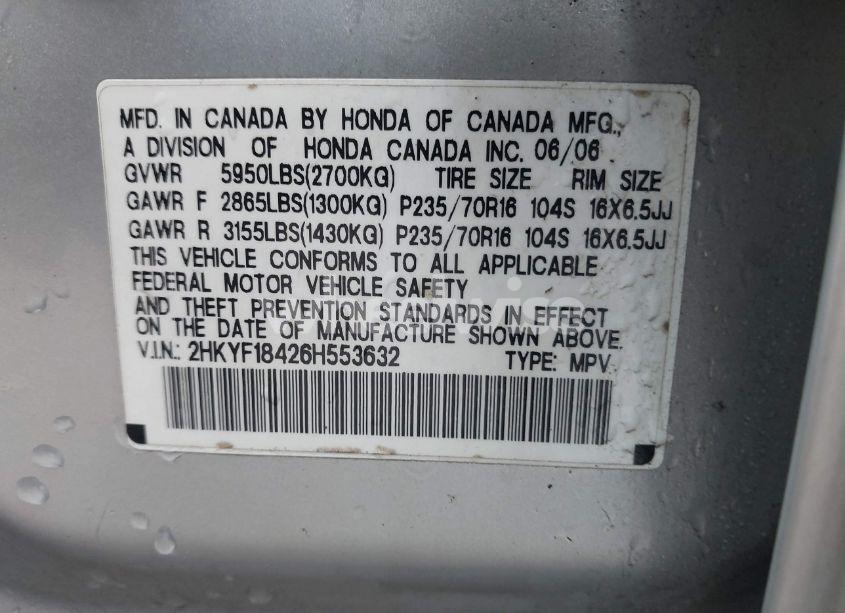 MFD. IN CANADA BY HONDA OF CANADA MFG.,
A DIVISION OF HONDA CANADA INC. 06/06
GVWR 5950LBS(2700KG) TIRE SIZE RIM SIZE
GAWR F 2865LBS(1300KG) P235/70R16 104S 16X6.5JJ
GAWR R 3155LBS(1430KG) P235/70R16 104S 16X6.5JJ
THIS VEHICLE CONFORMS TO ALL APPLICABLE
FEDERAL MOTOR VEHICLE SAFETY
AND THEFT PREVENTION STANDARDS IN EFFECT
ON THE DATE OF MANUFACTURE SHOWN ABOVE.
V.I.N.: 2HKYF18426H553632 TYPE: MPV